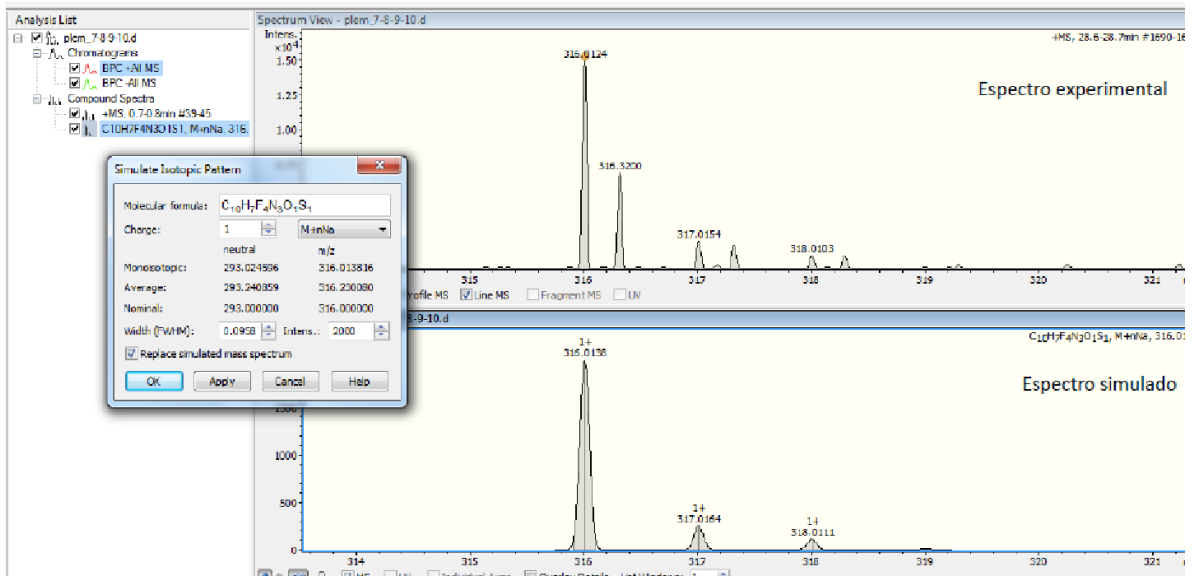 Analysis List
plem_7-8-9-10.d
Chromatograms
BPC +All MS
BPC -All MS
Compound Spectra
+MS, 0.7-0.8min #39-45
C10H7F4N3O1S1, M+nNa, 316.
Spectrum View - plem_7-8-9-10.d
Intens.
x10⁴
1.50
1.25
1.00
+MS, 28.6-28.7min #1690-16
Espectro experimental
316.0124
316.3200
317.0154
318.0103
315
316
317
318
319
320
321
Simulate Isotopic Pattern
Molecular formula: C₁₀H₇F₄N₃O₁S₁
Charge: 1 M+nNa
neutral m/z
Monoisotopic: 293.024596 316.013816
Average: 293.240859 316.230080
Nominal: 293.000000 316.000000
Width (FWHM): 0.0958 Intens.: 2000
Replace simulated mass spectrum
OK Apply Cancel Help
Profile MS Line MS Fragment MS UV
8-9-10.d
C₁₀H₇F₄N₃O₁S₁, M+nNa, 316.01
Espectro simulado
1+
316.0138
1+
317.0164
1+
318.0111
1500
1000
500
0
314
315
316
317
318
319
320
321